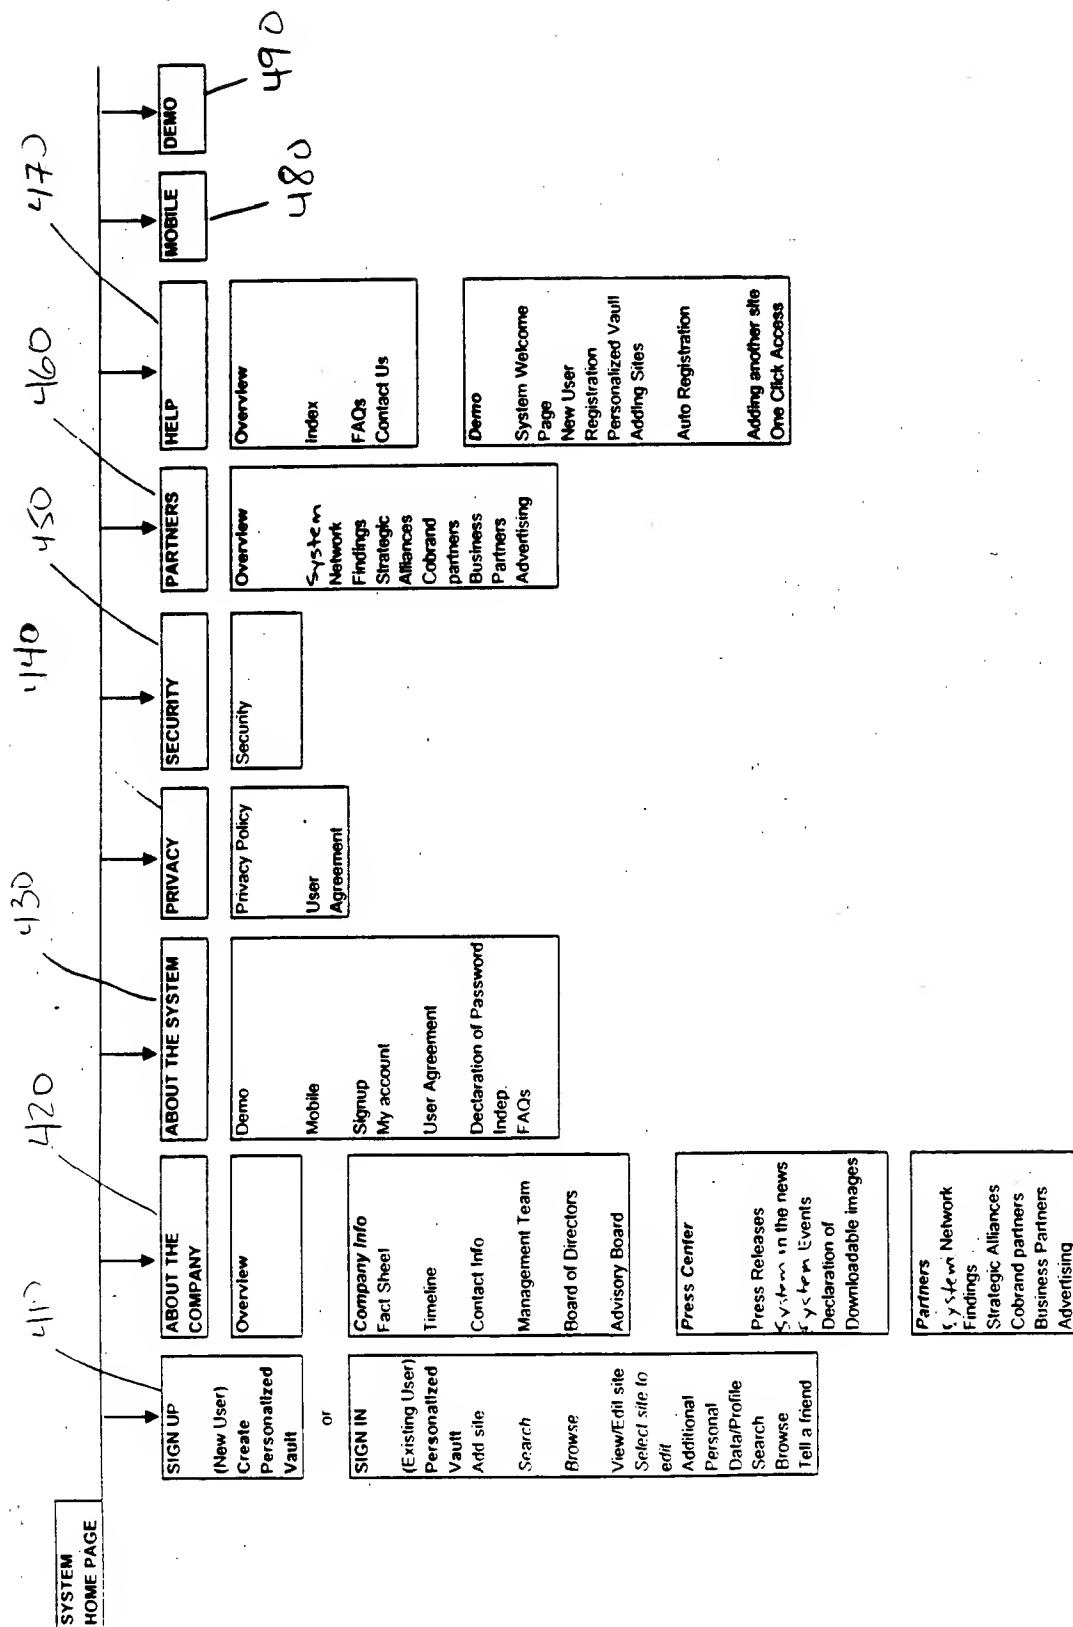 SYSTEM
HOME PAGE
410
SIGN UP
(New User)
Create
Personalized
Vault
or
SIGN IN
(Existing User)
Personalized
Vault
Add site
Search
Browse
View/Edit site
Select site to
edit
Additional
Personal
Data/Profile
Search
Browse
Tell a friend
420
ABOUT THE
COMPANY
Overview
Company Info
Fact Sheet
Timeline
Contact Info
Management Team
Board of Directors
Advisory Board
Press Center
Press Releases
System in the news
System Events
Declaration of
Downloadable images
Partners
System Network
Findings
Strategic Alliances
Cobrand partners
Business Partners
Advertising
430
ABOUT THE SYSTEM
Demo
Mobile
Signup
My account
User Agreement
Declaration of Password
Indep.
FAQs
440
PRIVACY
Privacy Policy
User
Agreement
450
SECURITY
Security
460
PARTNERS
Overview
System
Network
Findings
Strategic
Alliances
Cobrand
partners
Business
Partners
Advertising
470
HELP
Overview
Index
FAQs
Contact Us
Demo
System Welcome
Page
New User
Registration
Personalized Vault
Adding Sites
Auto Registration
Adding another site
One Click Access
MOBILE
480
DEMO
490